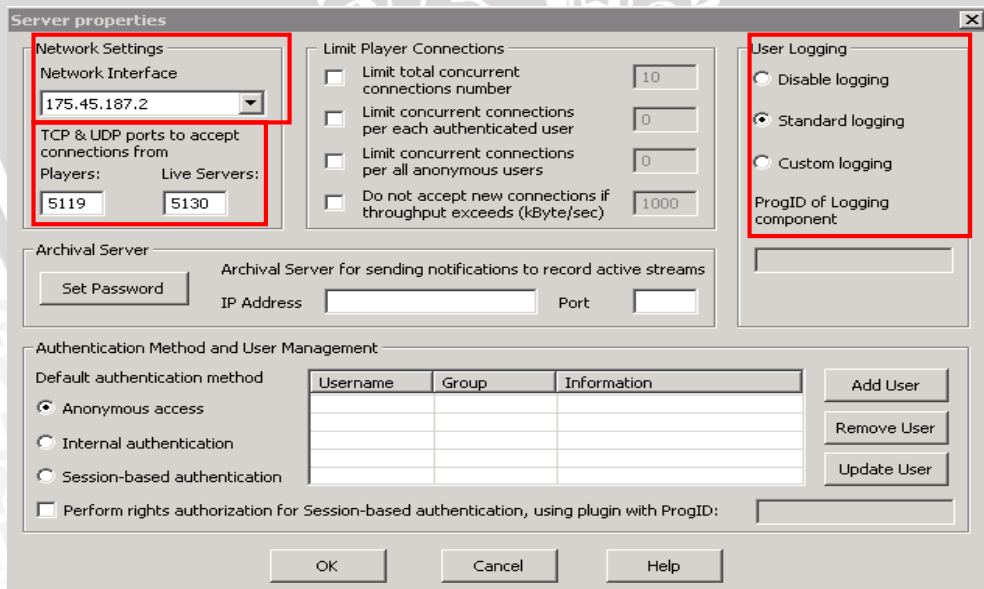 Server properties
Network Settings
Network Interface
175.45.187.2
TCP & UDP ports to accept
connections from
Players:
Live Servers:
5119
5130
Limit Player Connections
Limit total concurrent
connections number
10
Limit concurrent connections
per each authenticated user
0
Limit concurrent connections
per all anonymous users
0
Do not accept new connections if
throughput exceeds (kByte/sec)
1000
User Logging
Disable logging
Standard logging
Custom logging
ProgID of Logging
component
Archival Server
Set Password
Archival Server for sending notifications to record active streams
IP Address
Port
Authentication Method and User Management
Default authentication method
Anonymous access
Internal authentication
Session-based authentication
Username Group Information
Add User
Remove User
Update User
Perform rights authorization for Session-based authentication, using plugin with ProgID:
OK
Cancel
Help